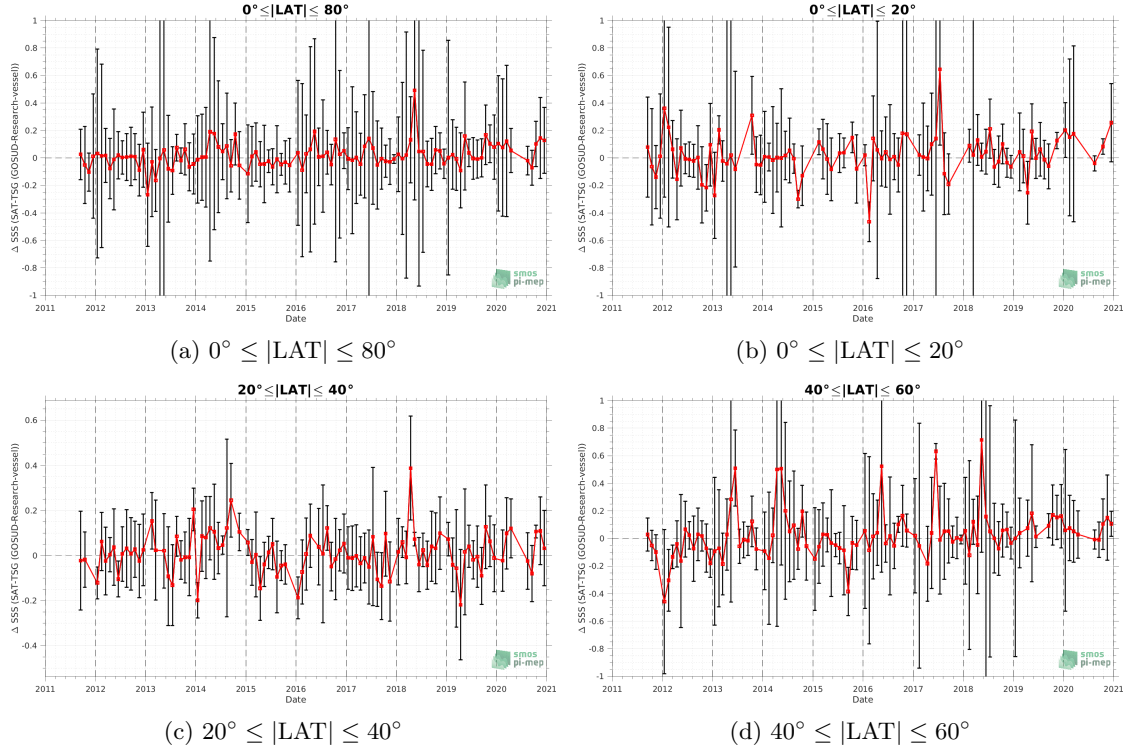 0°≤|LAT|≤ 80°
Δ SSS (SAT-TSG (GOSUD-Research-vessel))
1
0.8
0.6
0.4
0.2
0
-0.2
-0.4
-0.6
-0.8
-1
2011 2012 2013 2014 2015 2016 2017 2018 2019 2020 2021
Date
smos
pi-mep
(a) 0° ≤ |LAT| ≤ 80°
0°≤|LAT|≤ 20°
Δ SSS (SAT-TSG (GOSUD-Research-vessel))
1
0.8
0.6
0.4
0.2
0
-0.2
-0.4
-0.6
-0.8
-1
2011 2012 2013 2014 2015 2016 2017 2018 2019 2020 2021
Date
smos
pi-mep
(b) 0° ≤ |LAT| ≤ 20°
20°≤|LAT|≤ 40°
Δ SSS (SAT-TSG (GOSUD-Research-vessel))
0.6
0.4
0.2
0
-0.2
-0.4
2011 2012 2013 2014 2015 2016 2017 2018 2019 2020 2021
Date
smos
pi-mep
(c) 20° ≤ |LAT| ≤ 40°
40°≤|LAT|≤ 60°
Δ SSS (SAT-TSG (GOSUD-Research-vessel))
1
0.8
0.6
0.4
0.2
0
-0.2
-0.4
-0.6
-0.8
-1
2011 2012 2013 2014 2015 2016 2017 2018 2019 2020 2021
Date
smos
pi-mep
(d) 40° ≤ |LAT| ≤ 60°